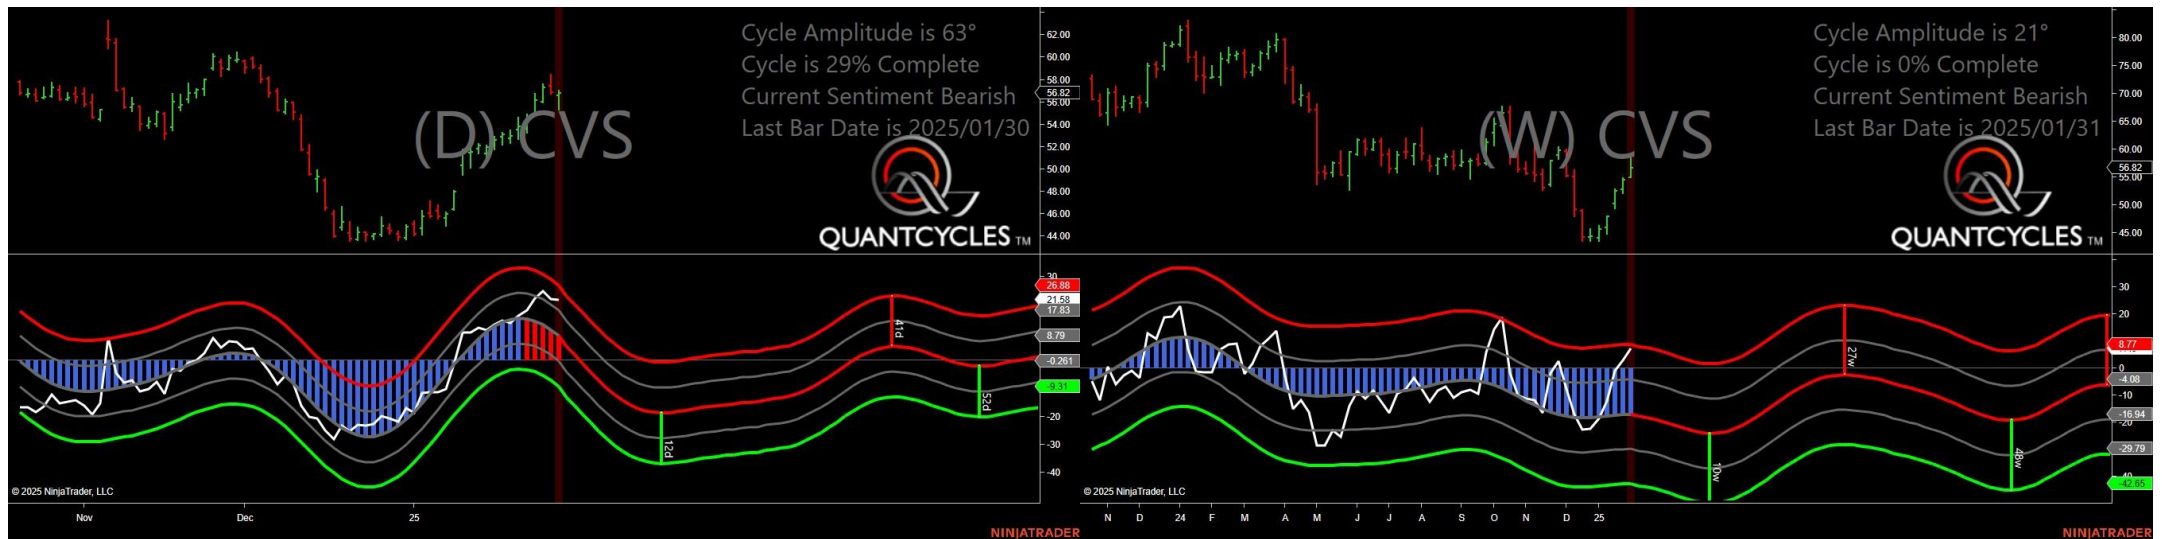 Cycle Amplitude is 63°
Cycle is 29% Complete
Current Sentiment Bearish
Last Bar Date is 2025/01/30
(D) CVS
QUANTCYCLES TM
62.00
60.00
58.00
56.82
56.00
54.00
52.00
50.00
48.00
46.00
44.00
30
26.88
21.58
17.83
8.79
-0.261
-9.31
-20
-30
-40
41d
52d
12d
© 2025 NinjaTrader, LLC
Nov
Dec
25
NINJATRADER
Cycle Amplitude is 21°
Cycle is 0% Complete
Current Sentiment Bearish
Last Bar Date is 2025/01/31
(W) CVS
QUANTCYCLES TM
80.00
75.00
70.00
65.00
60.00
56.82
55.00
50.00
45.00
30
20
8.77
0
-4.08
-10
-16.94
-20
-29.79
-40
-42.65
27w
48w
10w
© 2025 NinjaTrader, LLC
N D 24 F M A M J J A S O N D 25
NINJATRADER